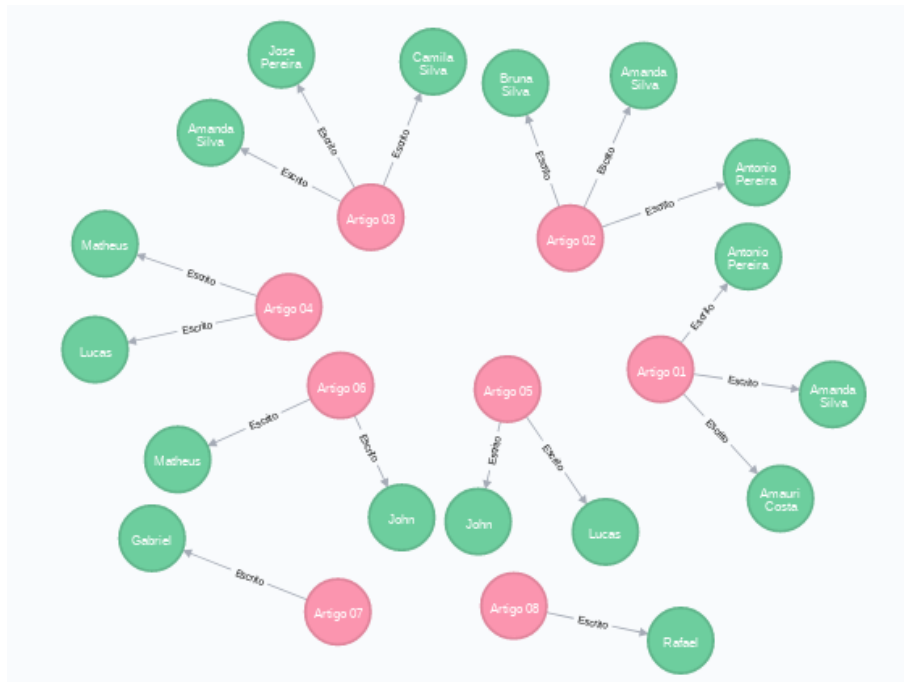 Jose
Pereira
Camila
Silva
Amanda
Silva
Escrito
Escrito
Escrito
Artigo 03
Bruna
Silva
Amanda
Silva
Antonio
Pereira
Escrito
Escrito
Escrito
Artigo 02
Matheus
Escrito
Artigo 04
Escrito
Lucas
Antonio
Pereira
Escrito
Artigo 01
Escrito
Amanda
Silva
Escrito
Amauri
Costa
Artigo 06
Escrito
Escrito
Matheus
John
Artigo 05
Escrito
Escrito
John
Lucas
Gabriel
Escrito
Artigo 07
Artigo 08
Escrito
Rafael